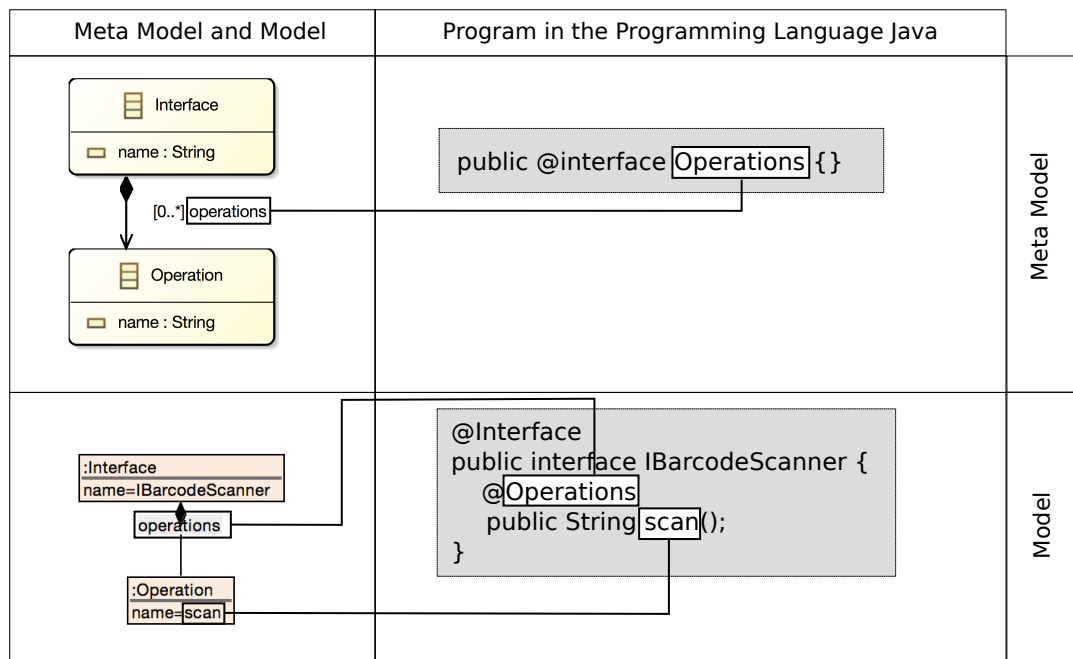 Meta Model and Model
Program in the Programming Language Java
Interface
name : String
[0..*] operations
Operation
name : String
public @interface Operations {}
Meta Model
:Interface
name=IBarcodeScanner
operations
:Operation
name=scan
@Interface
public interface IBarcodeScanner {
@Operations
public String scan();
}
Model